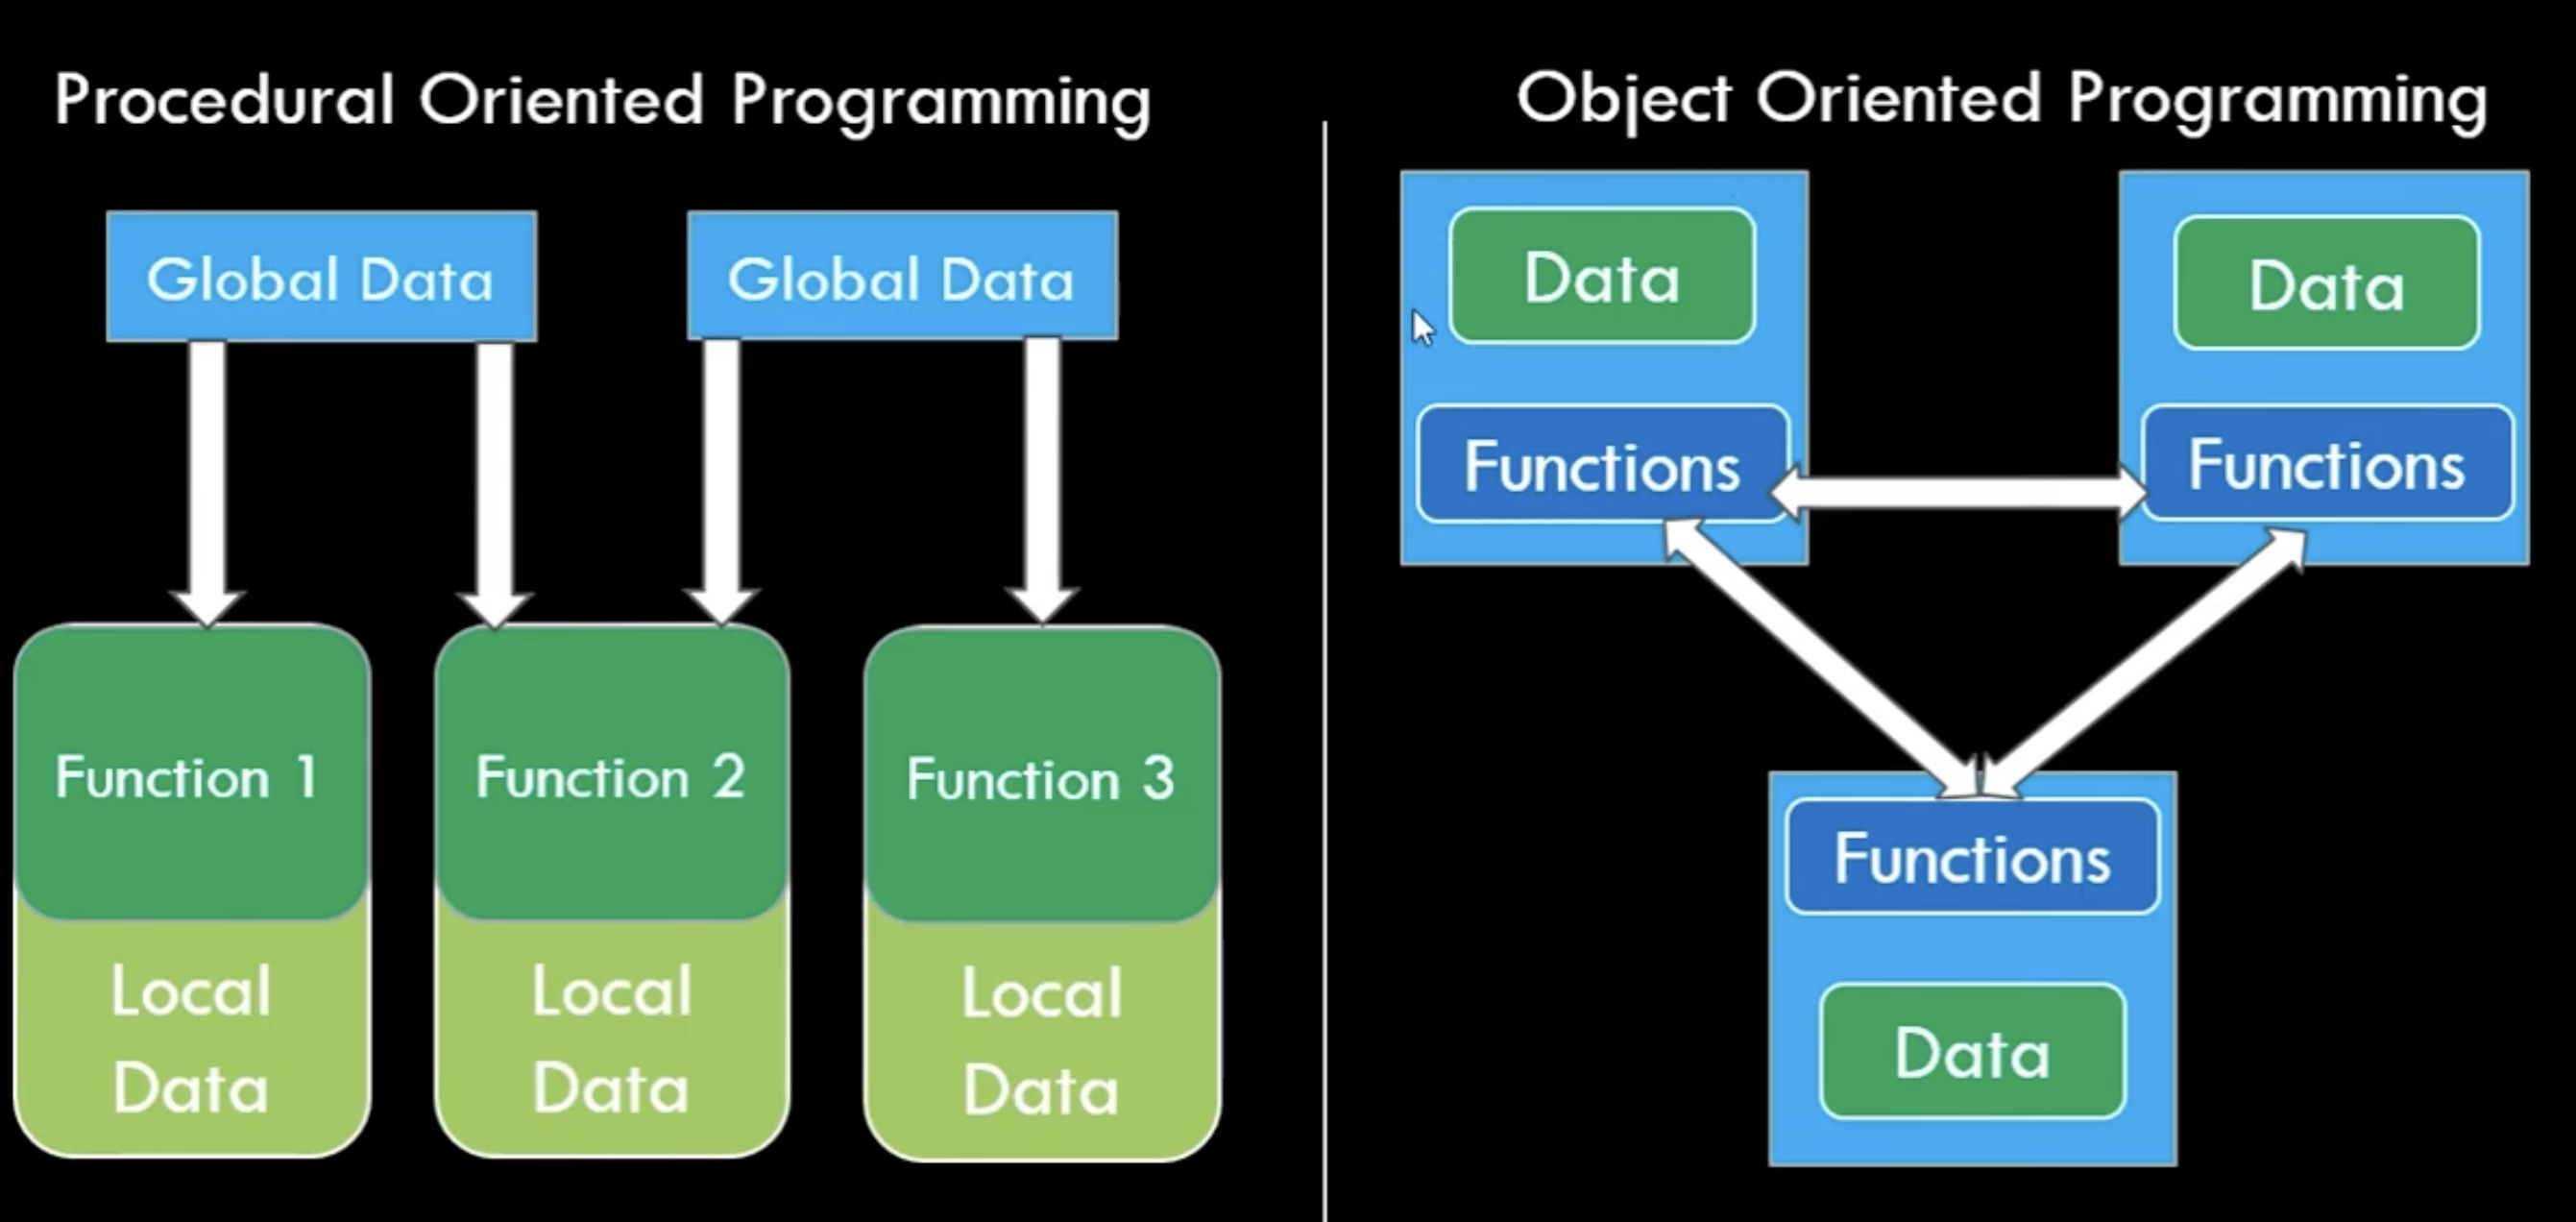 Procedural Oriented Programming
Global Data
Global Data
Function 1
Function 2
Function 3
Local
Data
Local
Data
Local
Data
Object Oriented Programming
Data
Functions
Data
Functions
Functions
Data